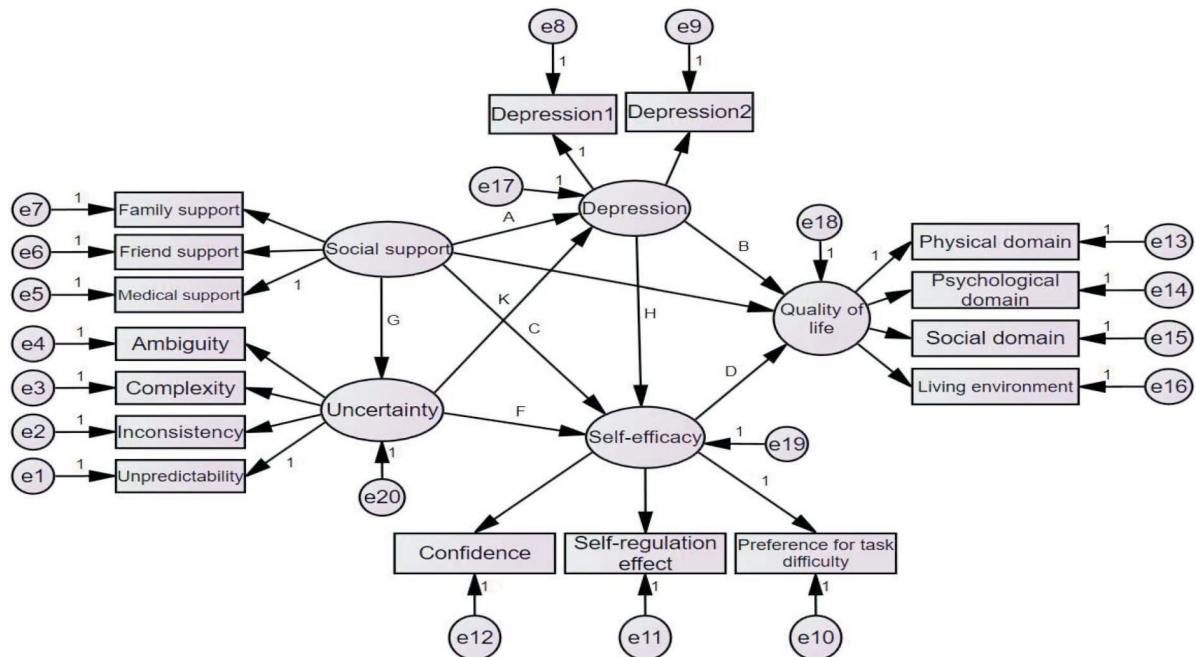 e8
e9
1
1
Depression1
Depression2
1
e17
1
Depression
e7
1
Family support
e6
1
Friend support
e5
1
Medical support
Social support
1
A
B
e18
1
1
Physical domain
1
e13
Psychological
domain
1
e14
Quality of
life
Social domain
1
e15
Living environment
1
e16
G
K
C
H
D
e4
1
Ambiguity
e3
1
Complexity
e2
1
Inconsistency
e1
1
Unpredictability
1
Uncertainty
F
1
e20
Self-efficacy
1
e19
1
Confidence
Self-regulation
effect
Preference for task
difficulty
1
1
1
e12
e11
e10